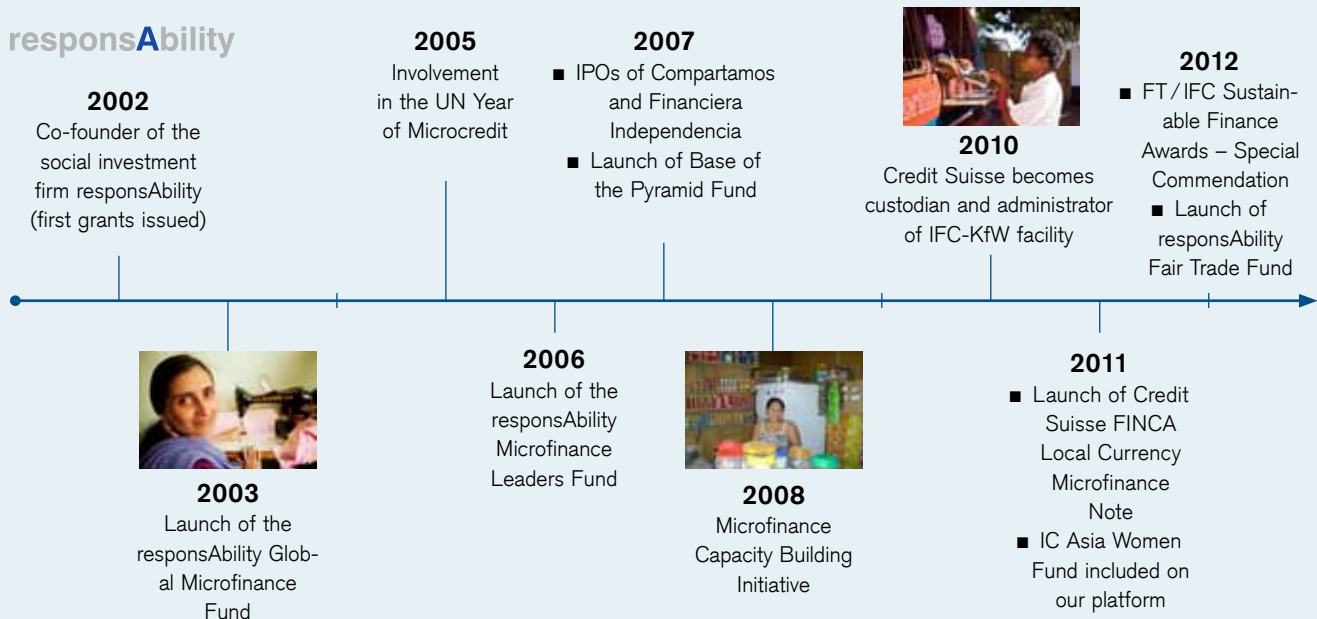 responsAbility
2002
Co-founder of the
social investment
firm responsAbility
(first grants issued)
2003
Launch of the
responsAbility Glob-
al Microfinance
Fund
2005
Involvement
in the UN Year
of Microcredit
2006
Launch of the
responsAbility
Microfinance
Leaders Fund
2007
■ IPOs of Compartamos
and Financiera
Independencia
■ Launch of Base of
the Pyramid Fund
2008
Microfinance
Capacity Building
Initiative
2010
Credit Suisse becomes
custodian and administrator
of IFC-KfW facility
2011
■ Launch of Credit
Suisse FINCA
Local Currency
Microfinance
Note
■ IC Asia Women
Fund included on
our platform
2012
■ FT/IFC Sustain-
able Finance
Awards – Special
Commendation
■ Launch of
responsAbility
Fair Trade Fund